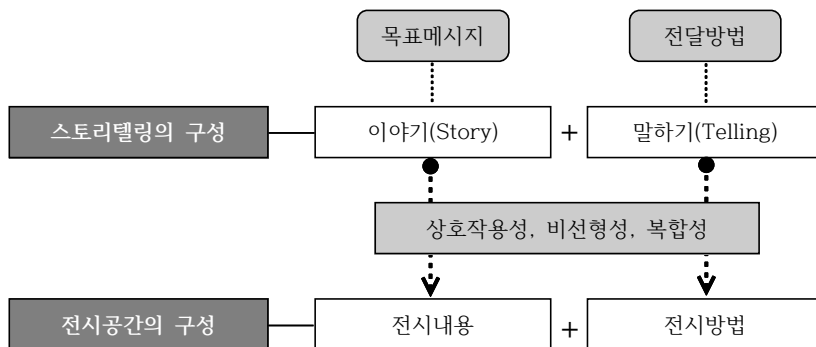 목표메시지 전달방법
스토리텔링의 구성 이야기(Story) + 말하기(Telling)
상호작용성, 비선형성, 복합성
전시공간의 구성 전시내용 + 전시방법